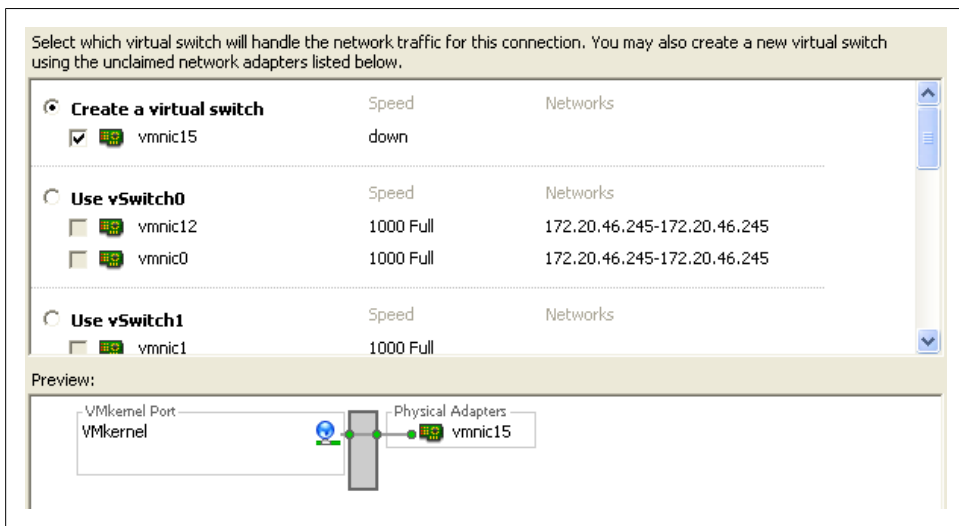 Select which virtual switch will handle the network traffic for this connection. You may also create a new virtual switch
using the unclaimed network adapters listed below.
Create a virtual switch Speed Networks
vmnic15 down
Use vSwitch0 Speed Networks
vmnic12 1000 Full 172.20.46.245-172.20.46.245
vmnic0 1000 Full 172.20.46.245-172.20.46.245
Use vSwitch1 Speed Networks
vmnic1 1000 Full
Preview:
VMkernel Port Physical Adapters
VMkernel vmnic15